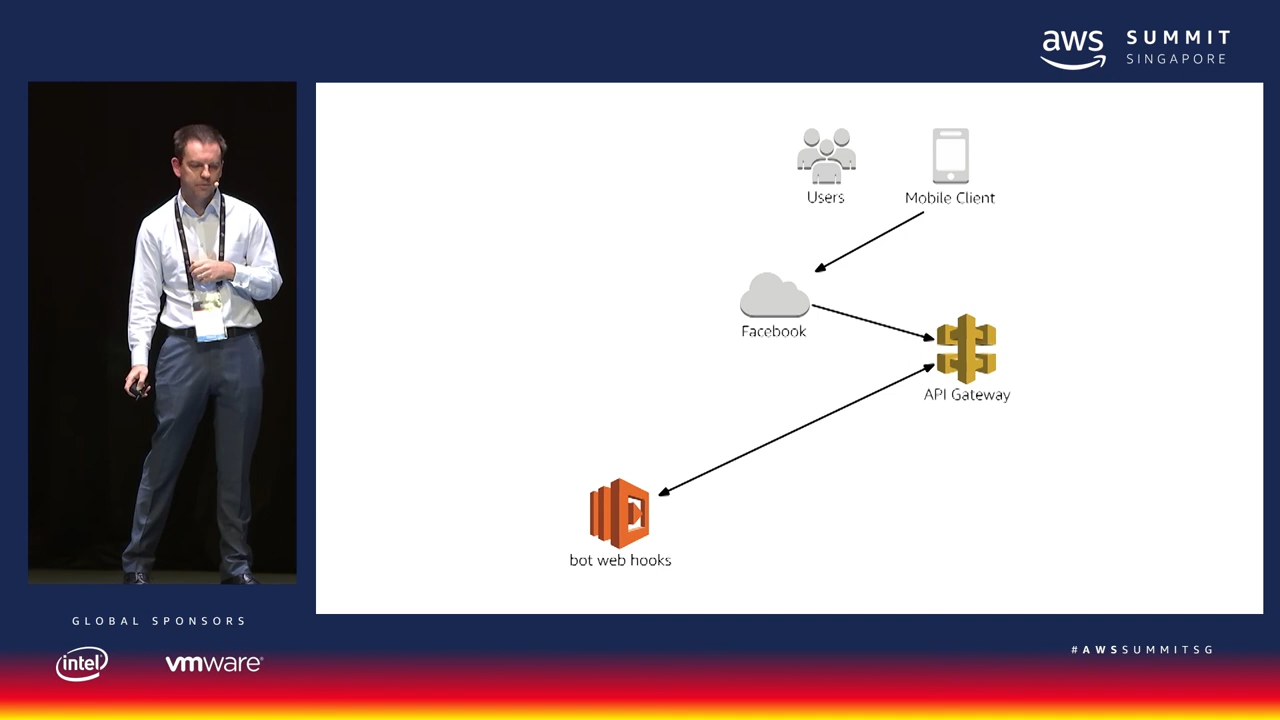 aws SUMMIT
SINGAPORE
Users
Mobile Client
Facebook
API Gateway
bot web hooks
GLOBAL SPONSORS
intel
vmware
#AWSSUMMITSG